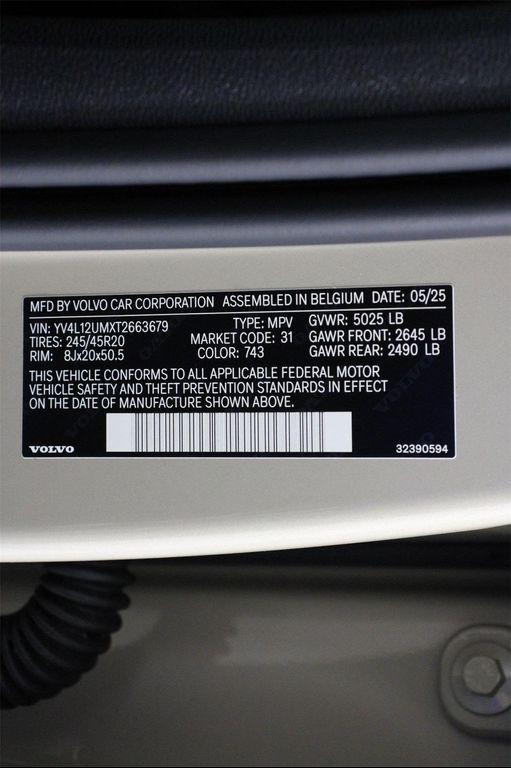 MFD BY VOLVO CAR CORPORATION ASSEMBLED IN BELGIUM DATE: 05/25
VIN: YV4L12UMXT2663679 TYPE: MPV GVWR: 5025 LB
TIRES: 245/45R20 MARKET CODE: 31 GAWR FRONT: 2645 LB
RIM: 8Jx20x50.5 COLOR: 743 GAWR REAR: 2490 LB
THIS VEHICLE CONFORMS TO ALL APPLICABLE FEDERAL MOTOR
VEHICLE SAFETY AND THEFT PREVENTION STANDARDS IN EFFECT
ON THE DATE OF MANUFACTURE SHOWN ABOVE.
VOLVO 32390594